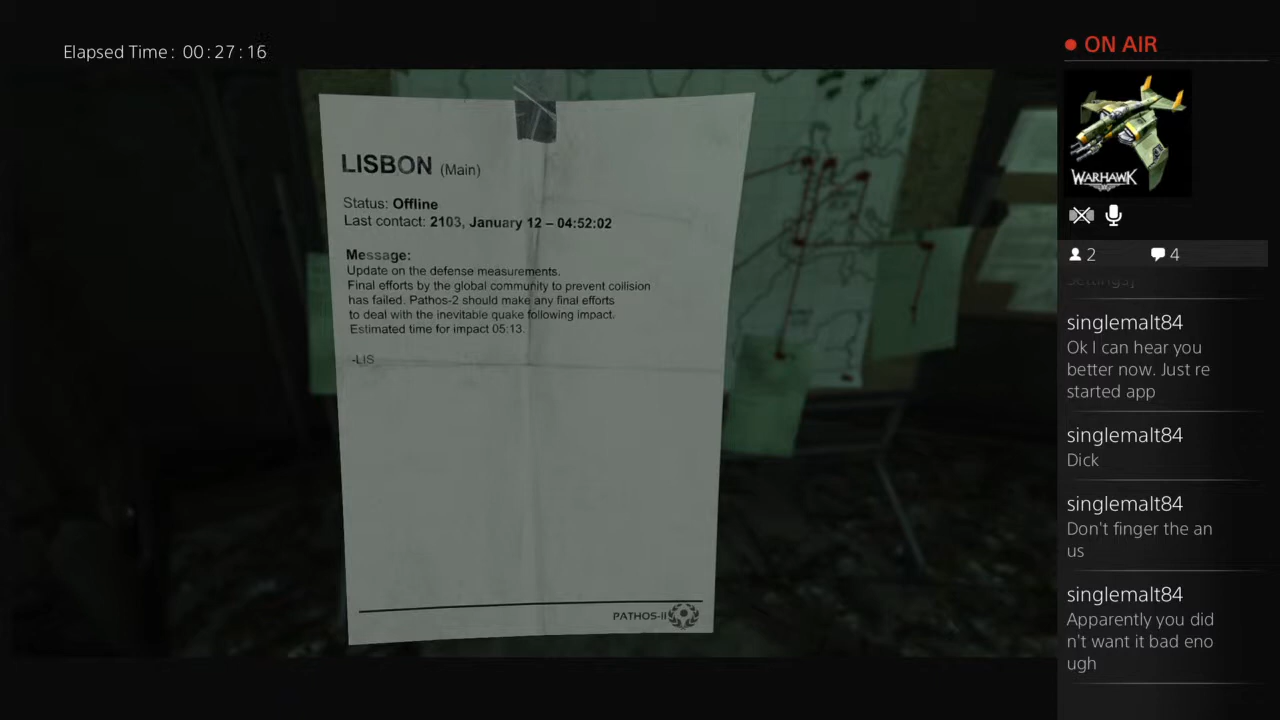 Elapsed Time: 00:27:16
LISBON (Main)
Status: Offline
Last contact: 2103, January 12 – 04:52:02
Message:
Update on the defense measurements.
Final efforts by the global community to prevent collision
has failed. Pathos-2 should make any final efforts
to deal with the inevitable quake following impact.
Estimated time for impact 05:13.
-LIS
PATHOS-II
ON AIR
WARHAWK
2
4
Settings]
singlemalt84
Ok I can hear you
better now. Just re
started app
singlemalt84
Dick
singlemalt84
Don't finger the an
us
singlemalt84
Apparently you did
n't want it bad eno
ugh